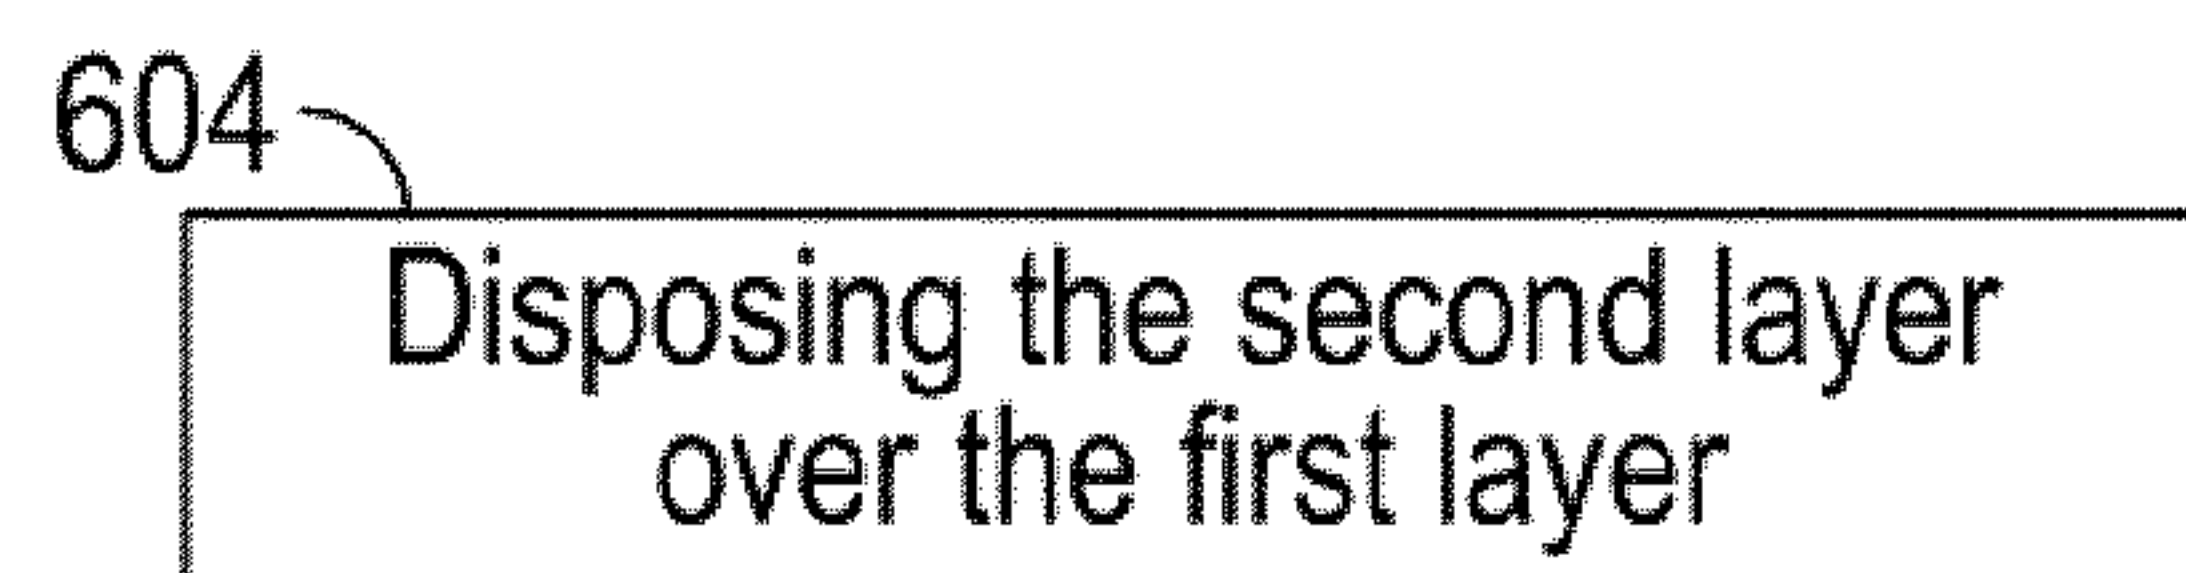 604
Disposing the second layer
over the first layer